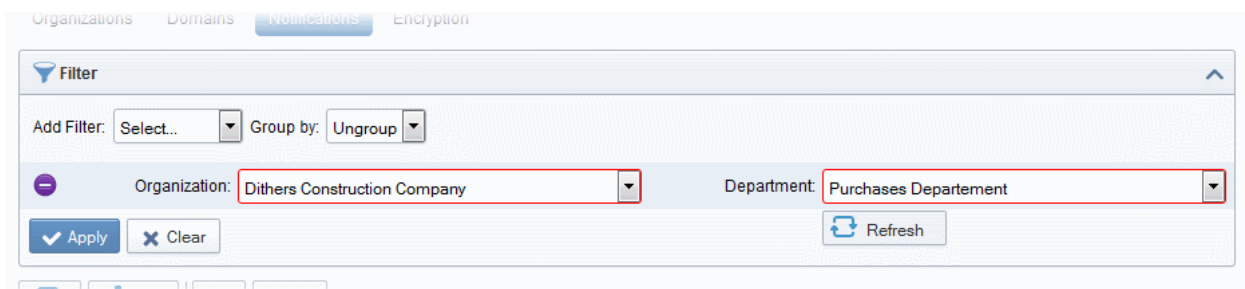 Organizations Domains Notifications Encryption
Filter
Add Filter: Select... Group by: Ungroup
Organization: Dithers Construction Company Department: Purchases Departement
Apply Clear Refresh